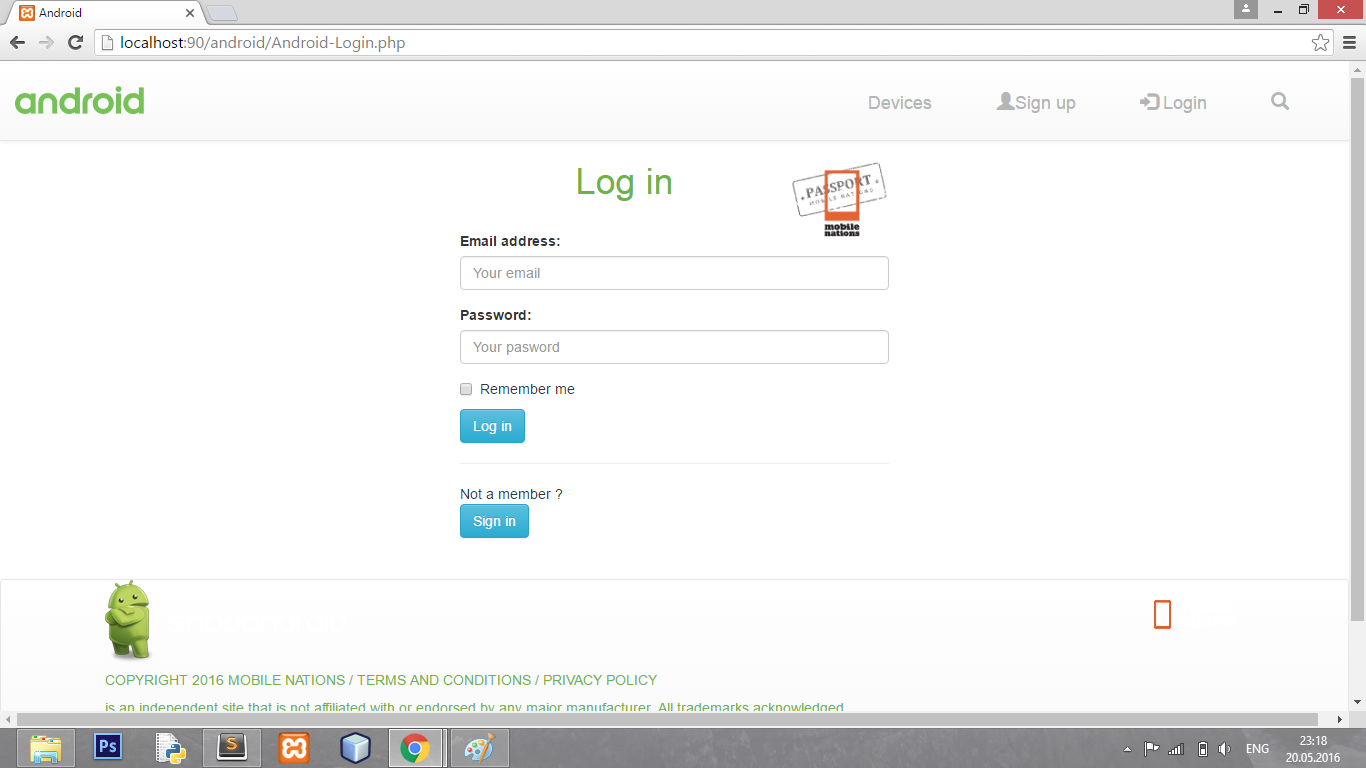 Android
localhost:90/android/Android-Login.php
android
Devices Sign up Login
Log in
PASSPORT
MOBILE NATIONS
mobile
nations
Email address:
Your email
Password:
Your pasword
Remember me
Log in
Not a member ?
Sign in
COPYRIGHT 2016 MOBILE NATIONS / TERMS AND CONDITIONS / PRIVACY POLICY
is an independent site that is not affiliated with or endorsed by any major manufacturer. All trademarks acknowledged
Ps
S
ENG
23:18
20.05.2016